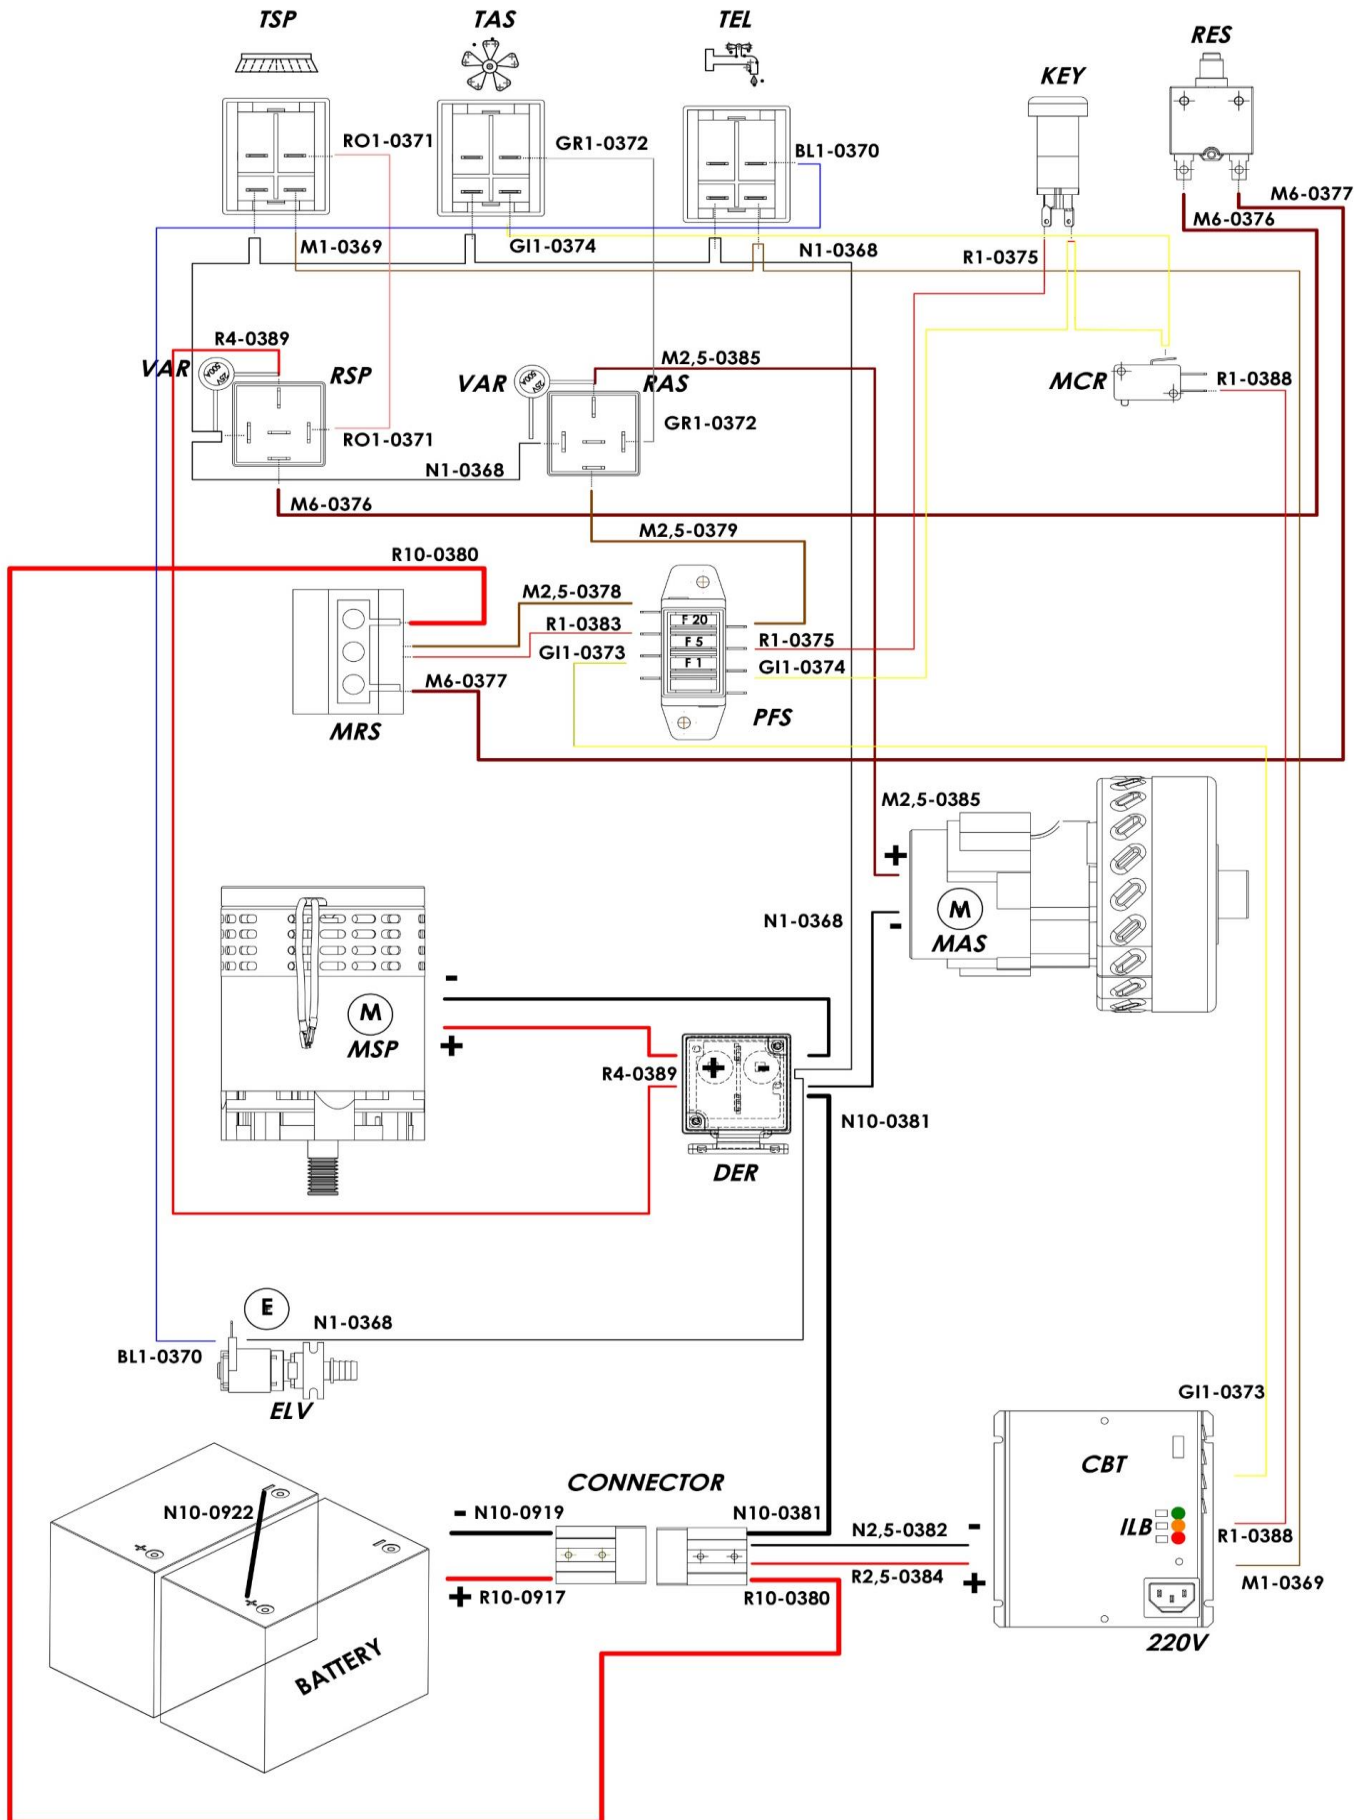 TSP
TAS
TEL
RES
KEY
RO1-0371
GR1-0372
BL1-0370
M6-0377
M6-0376
M1-0369
GI1-0374
N1-0368
R1-0375
R4-0389
VAR
25V
500A
RSP
VAR
25V
500A
M2,5-0385
RAS
MCR
R1-0388
RO1-0371
GR1-0372
N1-0368
M6-0376
M2,5-0379
R10-0380
M2,5-0378
F 20
R1-0383
F 5
R1-0375
GI1-0373
F 1
GI1-0374
M6-0377
MRS
PFS
M2,5-0385
+
M
N1-0368
-
MAS
-
M
MSP
+
R4-0389
+
-
N10-0381
DER
E
N1-0368
BL1-0370
ELV
GI1-0373
CONNECTOR
CBT
N10-0922
-
+
-
+
- N10-0919
N10-0381
N2,5-0382
-
ILB
R1-0388
+ R10-0917
R10-0380
R2,5-0384
+
M1-0369
220V
BATTERY